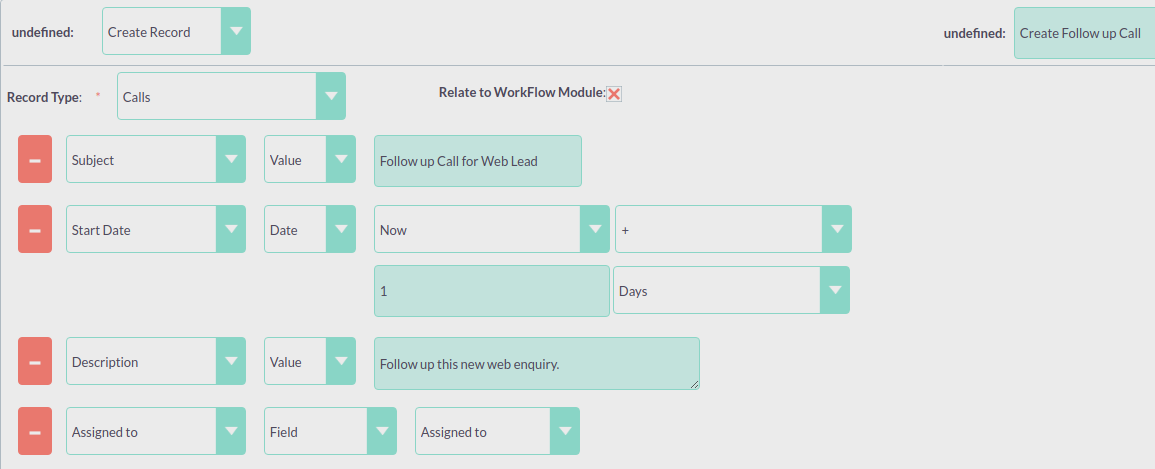 undefined: Create Record undefined: Create Follow up Call
Record Type: * Calls Relate to WorkFlow Module:
Subject Value Follow up Call for Web Lead
Start Date Date Now +
1 Days
Description Value Follow up this new web enquiry.
Assigned to Field Assigned to